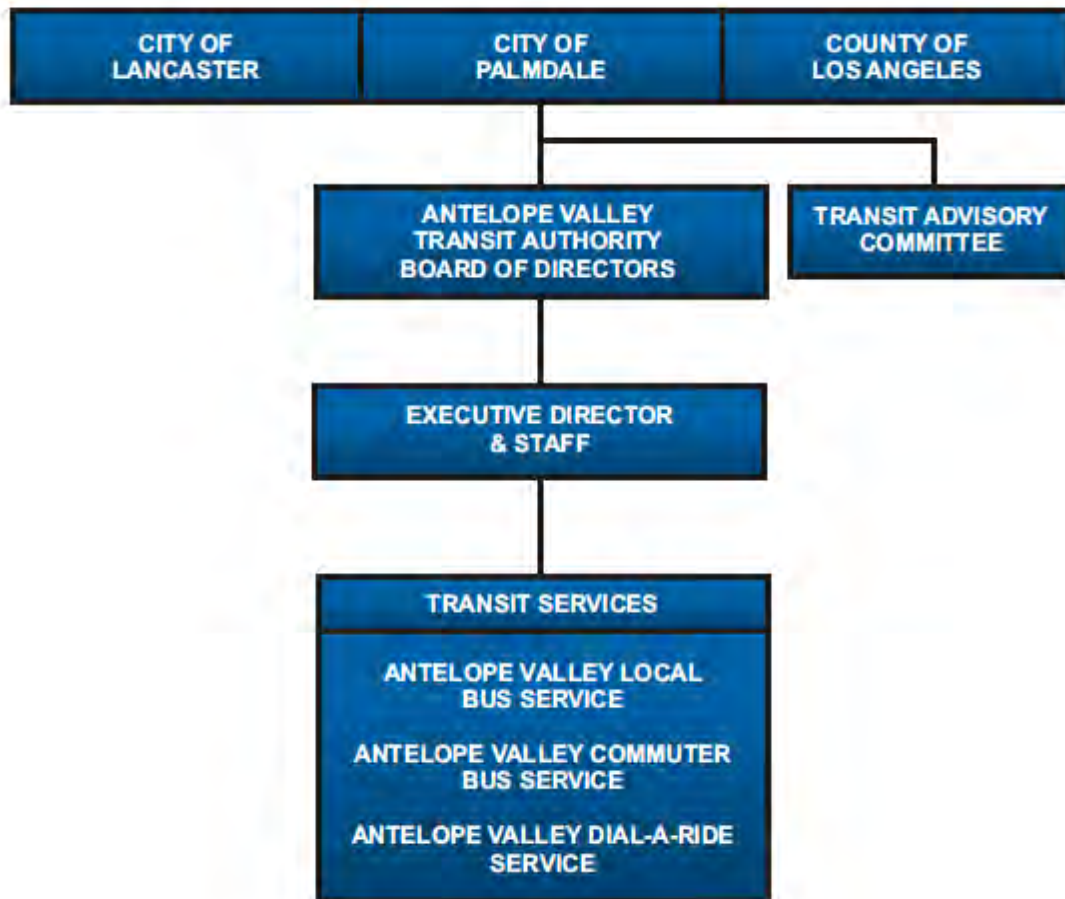 CITY OF
LANCASTER
CITY OF
PALMDALE
COUNTY OF
LOS ANGELES
ANTELOPE VALLEY
TRANSIT AUTHORITY
BOARD OF DIRECTORS
TRANSIT ADVISORY
COMMITTEE
EXECUTIVE DIRECTOR
& STAFF
TRANSIT SERVICES
ANTELOPE VALLEY LOCAL
BUS SERVICE
ANTELOPE VALLEY COMMUTER
BUS SERVICE
ANTELOPE VALLEY DIAL-A-RIDE
SERVICE